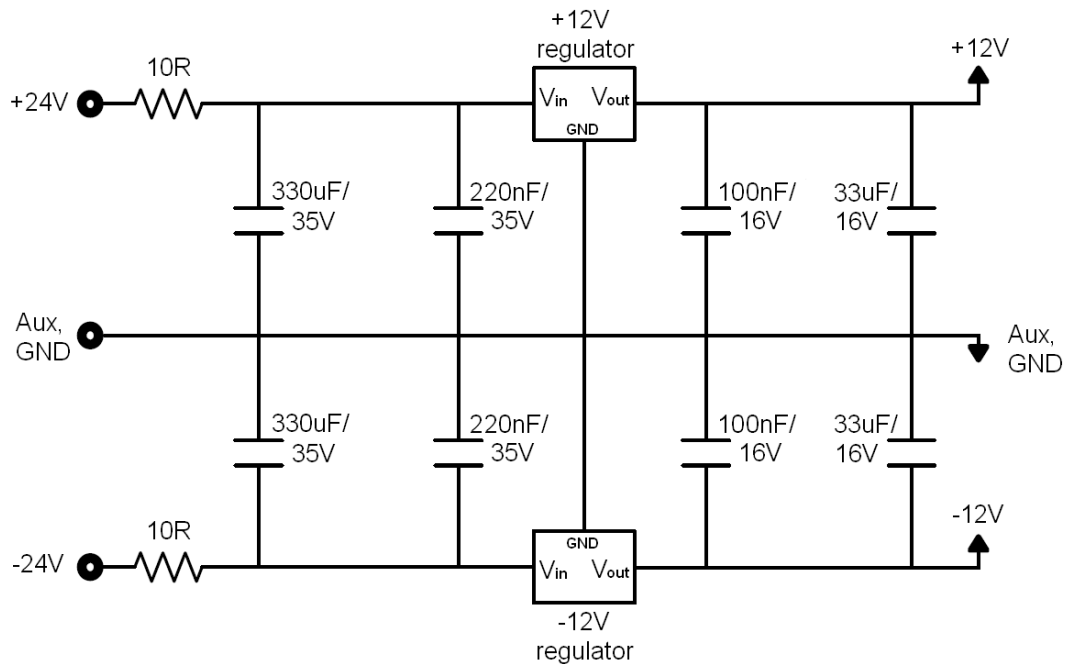 +12V
regulator
+12V
10R
+24V
Vin
Vout
GND
330uF/
35V
220nF/
35V
100nF/
16V
33uF/
16V
Aux,
GND
Aux,
GND
330uF/
35V
220nF/
35V
100nF/
16V
33uF/
16V
10R
-12V
-24V
GND
Vin
Vout
-12V
regulator